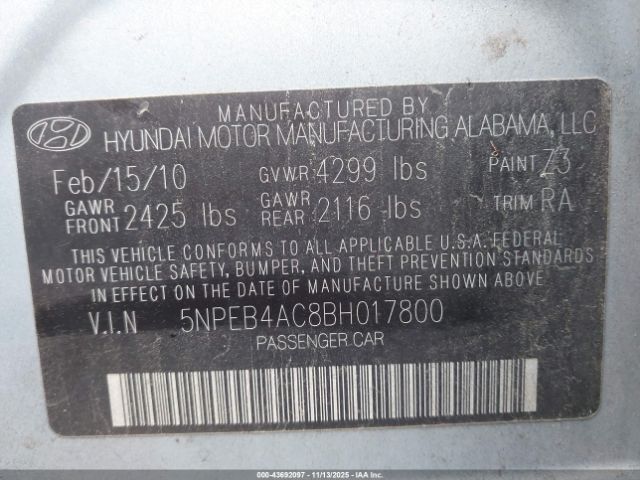 MANUFACTURED BY
HYUNDAI MOTOR MANUFACTURING ALABAMA, LLC
Feb/15/10 GVWR 4299 lbs PAINT Z3
GAWR FRONT 2425 lbs GAWR REAR 2116 lbs TRIM RA
THIS VEHICLE CONFORMS TO ALL APPLICABLE U.S.A. FEDERAL
MOTOR VEHICLE SAFETY, BUMPER, AND THEFT PREVENTION STANDARDS
IN EFFECT ON THE DATE OF MANUFACTURE SHOWN ABOVE.
V.I.N 5NPEB4AC8BH017800
PASSENGER CAR
000-43692097 - 11/13/2025 - IAA Inc.